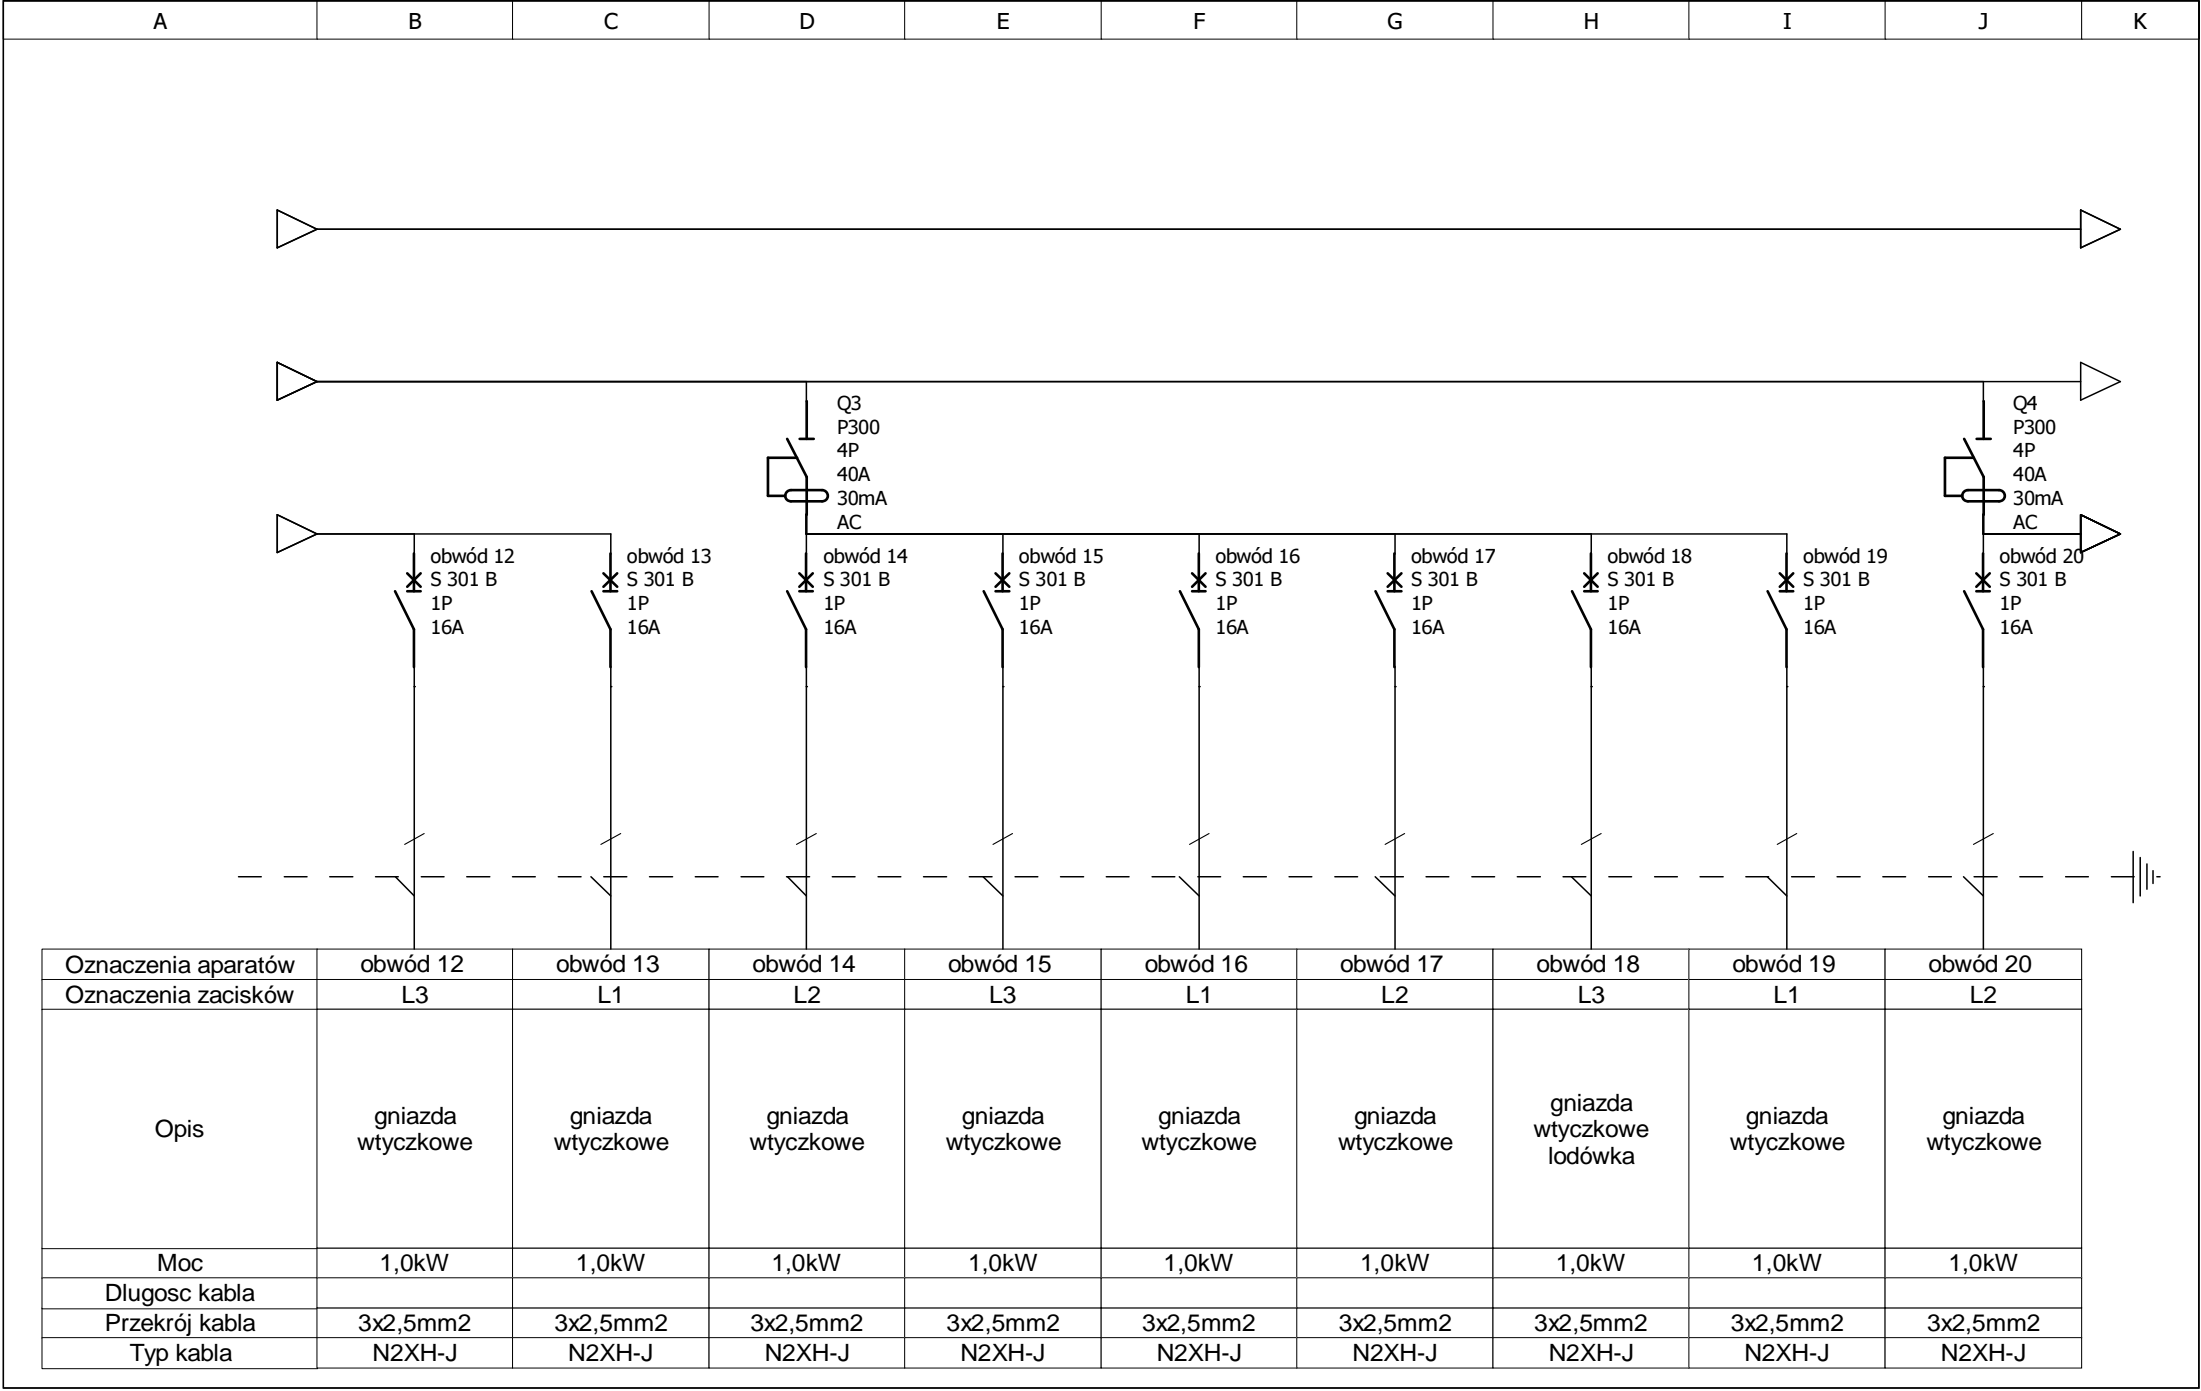 A B C D E F G H I J K
Q3
P300
4P
40A
30mA
AC
Q4
P300
4P
40A
30mA
AC
obwód 12
S 301 B
1P
16A
obwód 13
S 301 B
1P
16A
obwód 14
S 301 B
1P
16A
obwód 15
S 301 B
1P
16A
obwód 16
S 301 B
1P
16A
obwód 17
S 301 B
1P
16A
obwód 18
S 301 B
1P
16A
obwód 19
S 301 B
1P
16A
obwód 20
S 301 B
1P
16A
Oznaczenia aparatów obwód 12 obwód 13 obwód 14 obwód 15 obwód 16 obwód 17 obwód 18 obwód 19 obwód 20
Oznaczenia zacisków L3 L1 L2 L3 L1 L2 L3 L1 L2
Opis
gniazda
wtyczkowe
gniazda
wtyczkowe
gniazda
wtyczkowe
gniazda
wtyczkowe
gniazda
wtyczkowe
gniazda
wtyczkowe
gniazda
wtyczkowe
lodówka
gniazda
wtyczkowe
gniazda
wtyczkowe
Moc 1,0kW 1,0kW 1,0kW 1,0kW 1,0kW 1,0kW 1,0kW 1,0kW 1,0kW
Dlugosc kabla
Przekrój kabla 3x2,5mm2 3x2,5mm2 3x2,5mm2 3x2,5mm2 3x2,5mm2 3x2,5mm2 3x2,5mm2 3x2,5mm2 3x2,5mm2
Typ kabla N2XH-J N2XH-J N2XH-J N2XH-J N2XH-J N2XH-J N2XH-J N2XH-J N2XH-J